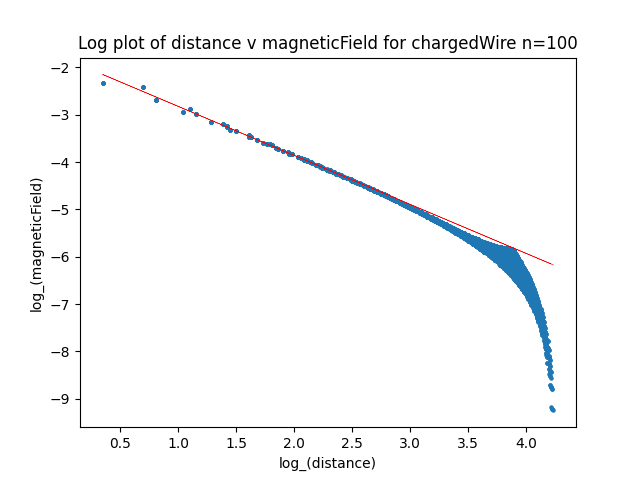 Log plot of distance v magneticField for chargedWire n=100
log_(magneticField)
−2
−3
−4
−5
−6
−7
−8
−9
0.5 1.0 1.5 2.0 2.5 3.0 3.5 4.0
log_(distance)